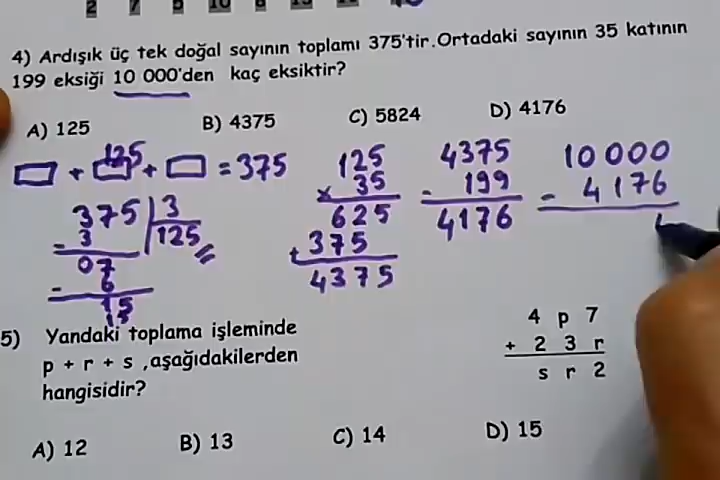 4) Ardışık üç tek doğal sayının toplamı 375'tir.Ortadaki sayının 35 katının
199 eksiği 10 000'den kaç eksiktir?
A) 125 B) 4375 C) 5824 D) 4176
125
+ + = 375
375 3
- 3 125
07
- 6
15
15
125
x 35
625
+ 375
4375
4375
- 199
4176
10 000
- 4176
5) Yandaki toplama işleminde
p + r + s ,aşağıdakilerden
hangisidir?
4 p 7
+ 2 3 r
s r 2
A) 12 B) 13 C) 14 D) 15